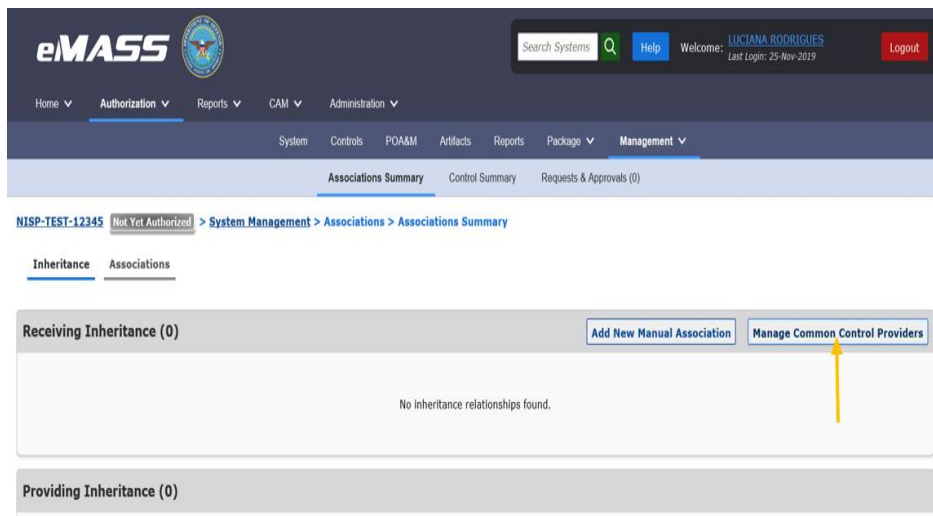 eMASS
Search Systems Help Welcome: LUCIANA RODRIGUES Logout
Last Login: 25-Nov-2019
Home Authorization Reports CAM Administration
System Controls POA&M Artifacts Reports Package Management
Associations Summary Control Summary Requests & Approvals (0)
NISP-TEST-12345 Not Yet Authorized > System Management > Associations > Associations Summary
Inheritance Associations
Receiving Inheritance (0) Add New Manual Association Manage Common Control Providers
No inheritance relationships found.
Providing Inheritance (0)